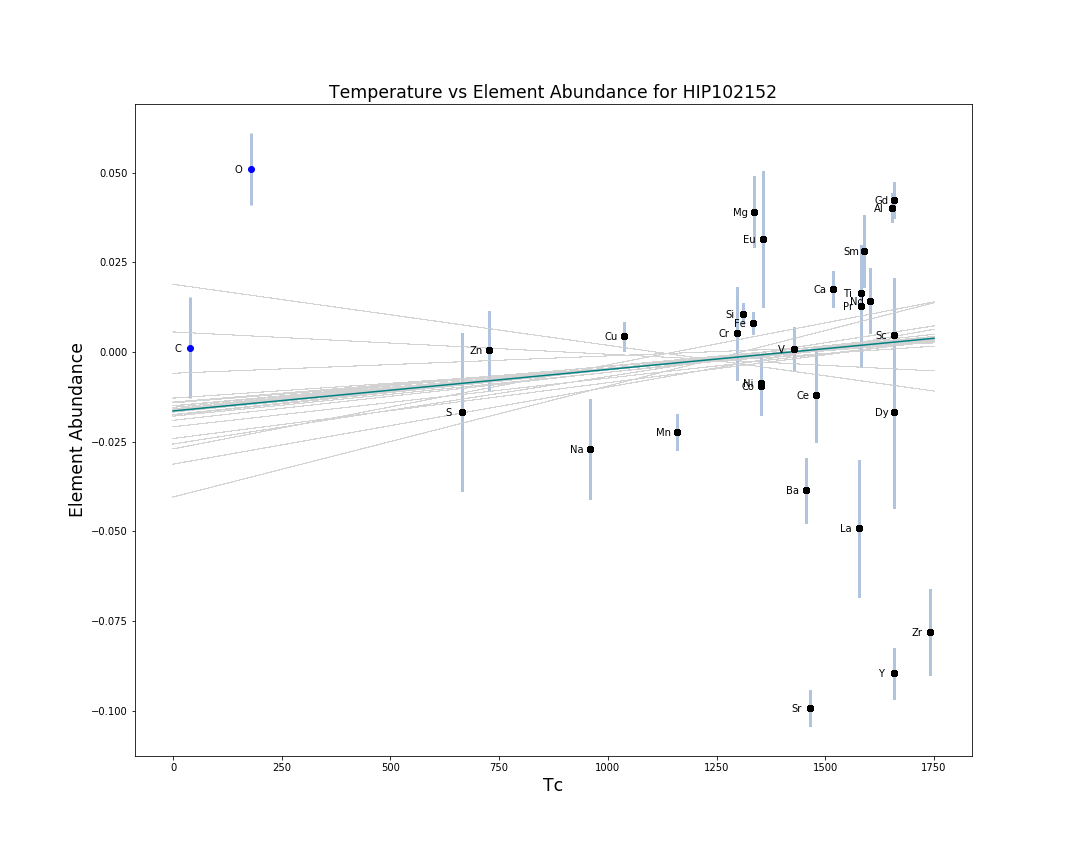 Temperature vs Element Abundance for HIP102152
0.050
0.025
0.000
−0.025
−0.050
−0.075
−0.100
Element Abundance
0
250
500
750
1000
1250
1500
1750
Tc
O
C
S
Zn
Na
Cu
Mn
Mg
Eu
Si
Fe
Cr
Ni
Co
V
Ca
Ce
Ba
Sr
La
Sm
Ti
Nd
Pr
Gd
Al
Sc
Dy
Y
Zr